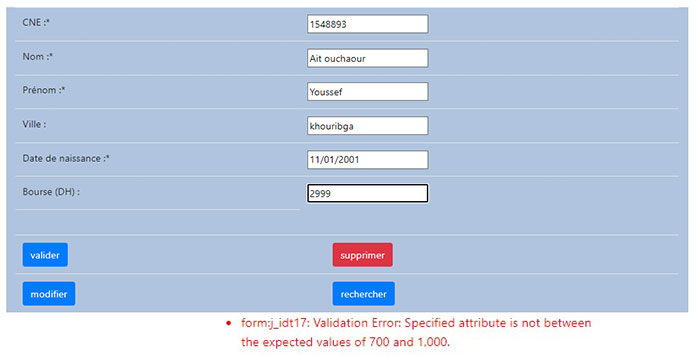 CNE :* 1548893
Nom :* Ait ouchaour
Prénom :* Youssef
Ville : khouribga
Date de naissance :* 11/01/2001
Bourse (DH) : 2999
valider supprimer
modifier rechercher
• form:j_idt17: Validation Error: Specified attribute is not between
the expected values of 700 and 1,000.